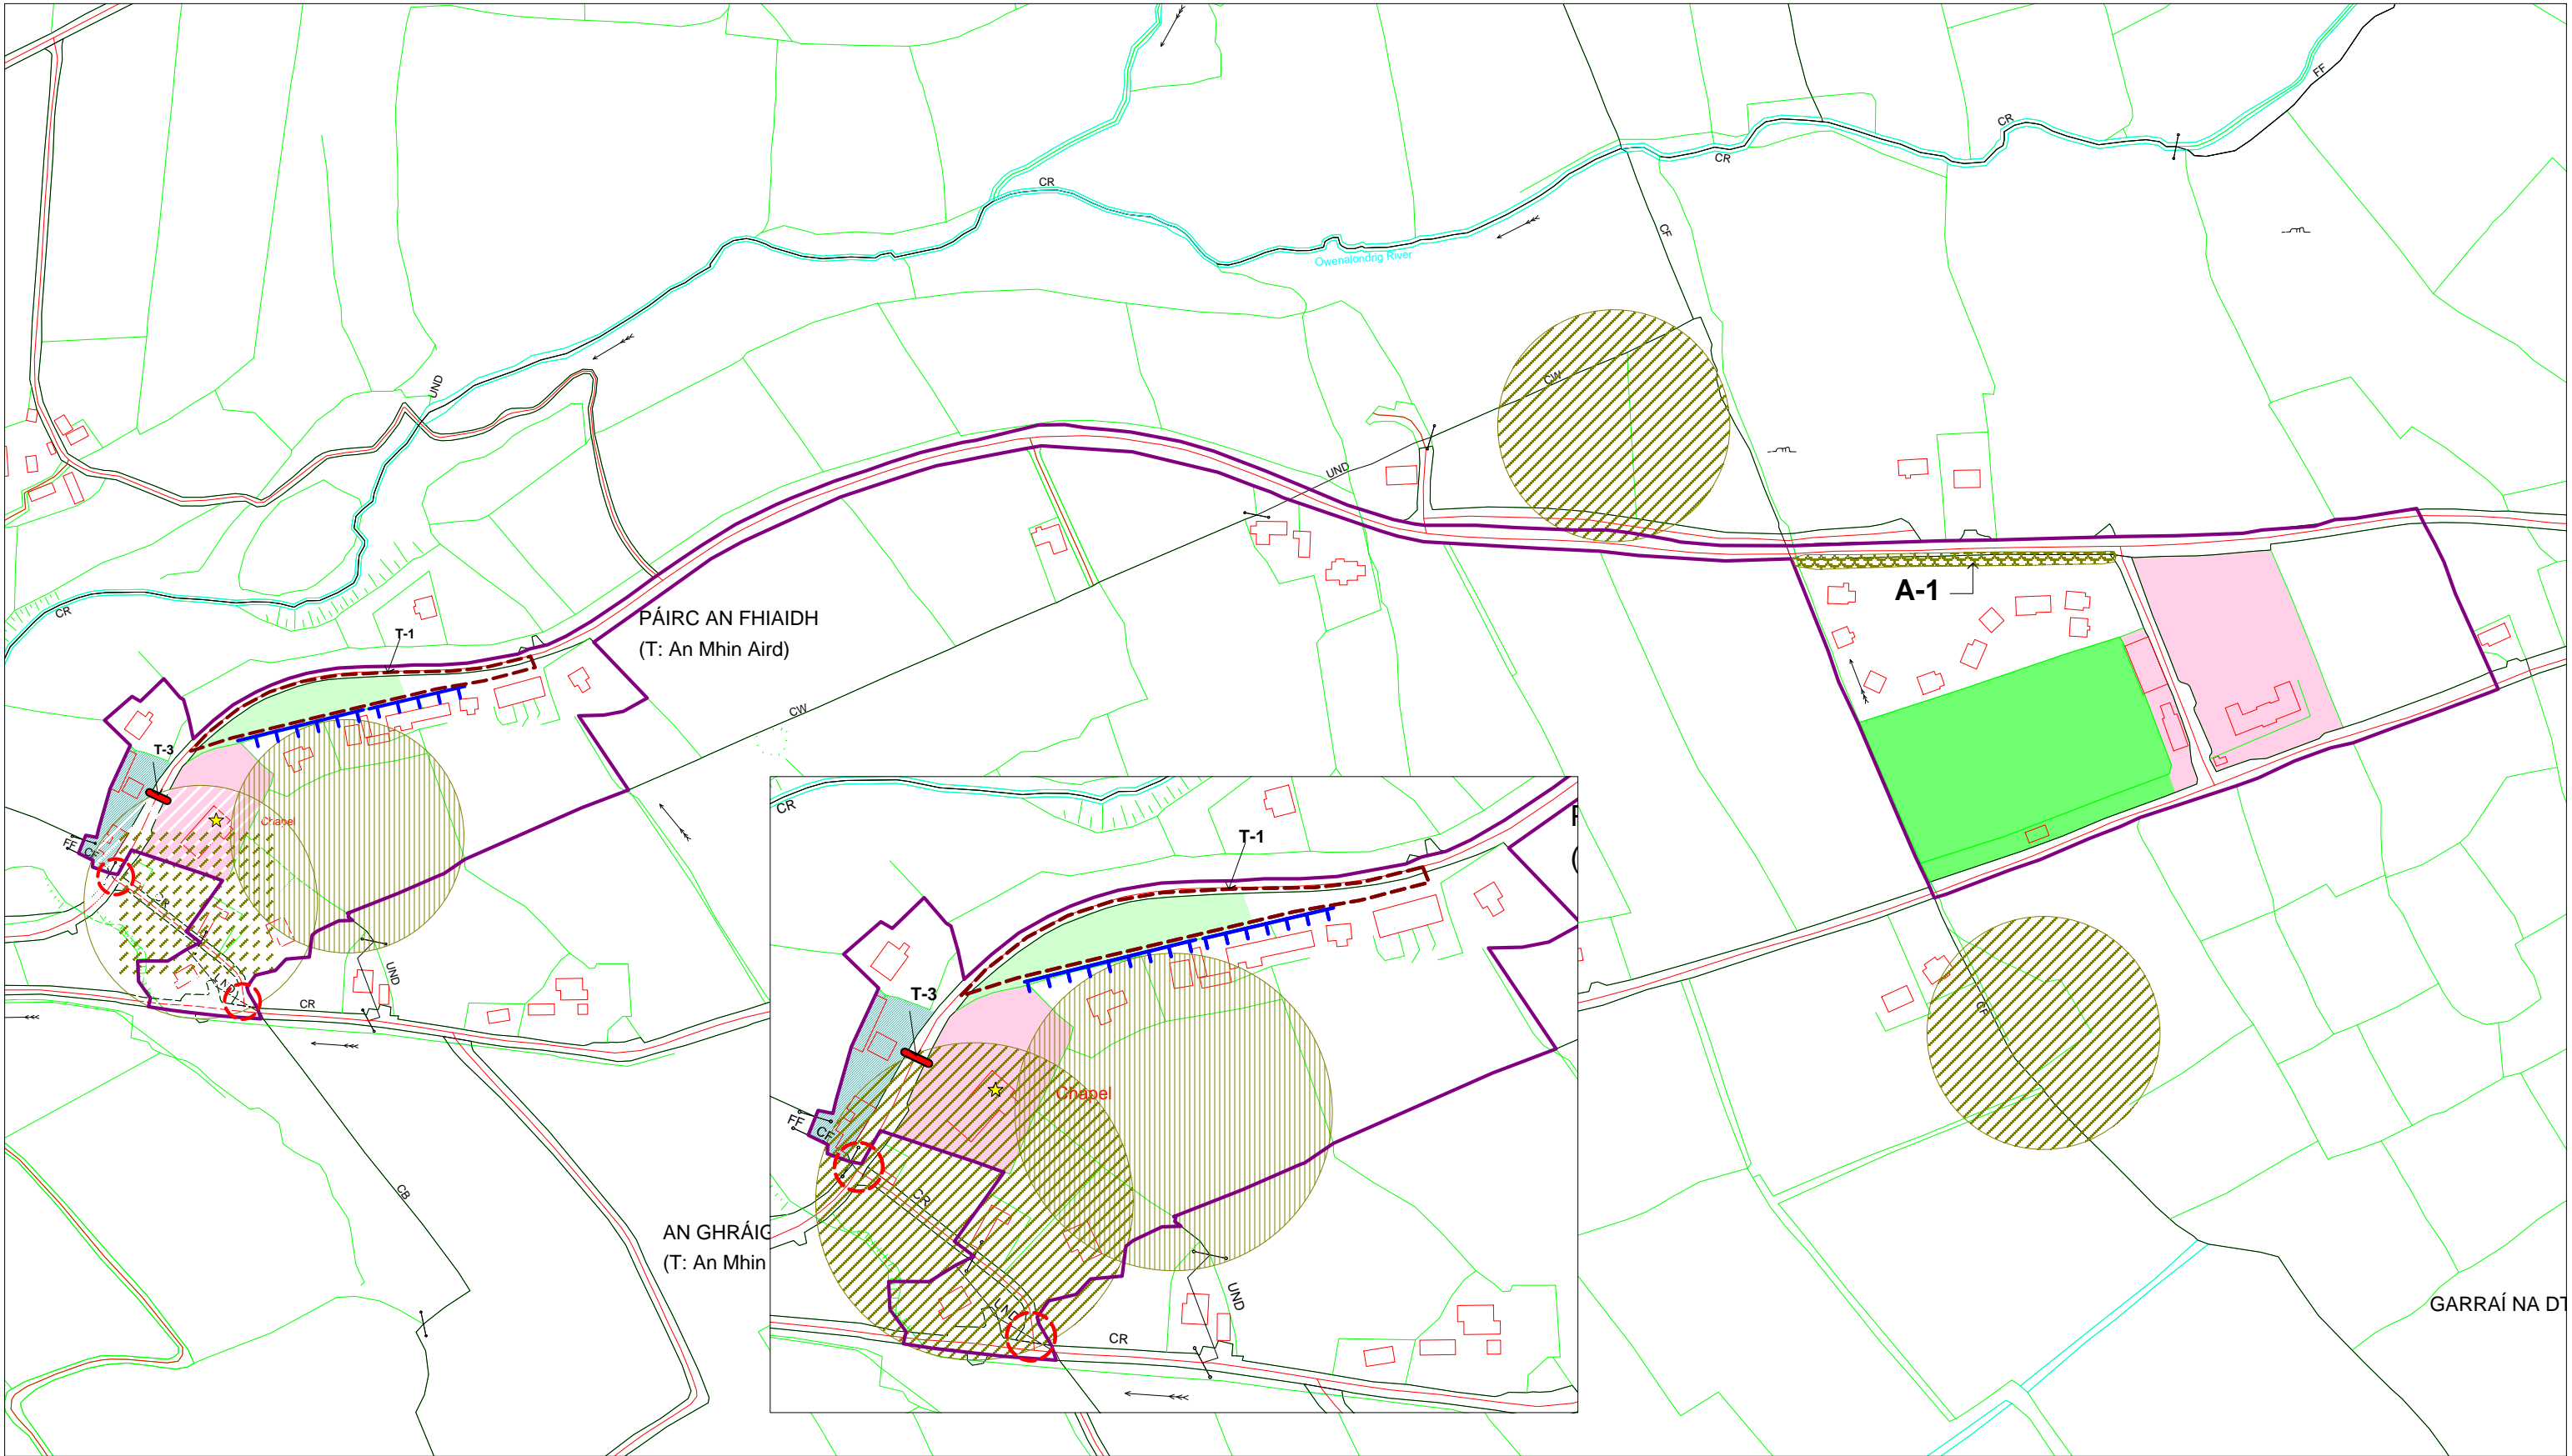 FF
CR
CR
CR
Owenalondrig River
CF
UND
CW
UND
A-1
PÁIRC AN FHIAIDH
(T: An Mhin Aird)
CR
T-1
CW
T-3
Chapel
FF
CF
CR
UND
UND
CR
CB
AN GHRÁIG
(T: An Mhin
CR
T-1
T-3
Chapel
FF
CF
CR
UND
UND
CR
CF
GARRAÍ NA DT